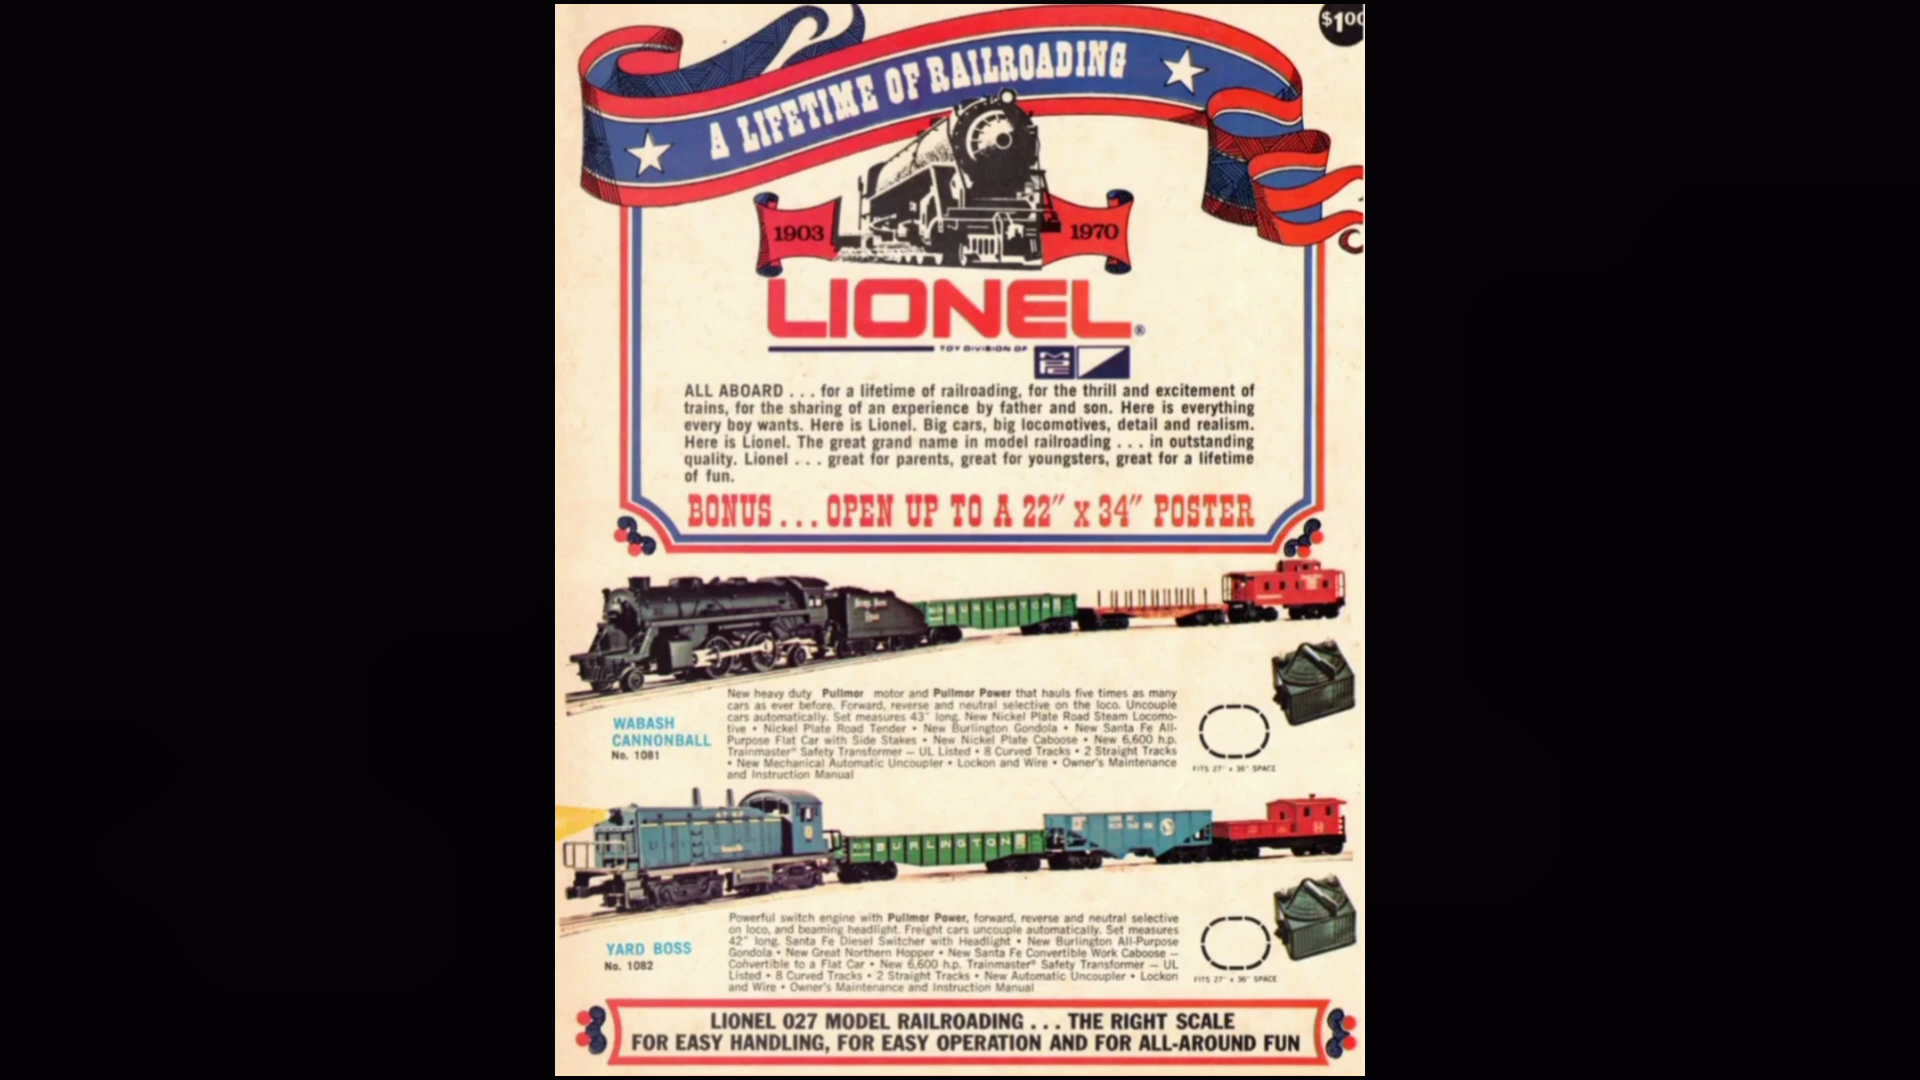 $1.00
A LIFETIME OF RAILROADING
1903
1970
LIONEL®
TOY DIVISION OF MPC
ALL ABOARD . . . for a lifetime of railroading, for the thrill and excitement of
trains, for the sharing of an experience by father and son. Here is everything
every boy wants. Here is Lionel. Big cars, big locomotives, detail and realism.
Here is Lionel. The great grand name in model railroading . . . in outstanding
quality. Lionel . . . great for parents, great for youngsters, great for a lifetime
of fun.
BONUS . . . OPEN UP TO A 22" x 34" POSTER
BURLINGTON
New heavy duty Pullmor motor and Pullmor Power that hauls five times as many
cars as ever before. Forward, reverse and neutral selective on the loco. Uncouple
cars automatically. Set measures 43" long. New Nickel Plate Road Steam Locomo-
tive • Nickel Plate Road Tender • New Burlington Gondola • New Santa Fe All-
Purpose Flat Car with Side Stakes • New Nickel Plate Caboose • New 6,600 h.p.
Trainmaster® Safety Transformer — UL Listed • 8 Curved Tracks • 2 Straight Tracks
• New Mechanical Automatic Uncoupler • Lockon and Wire • Owner's Maintenance
and Instruction Manual
WABASH
CANNONBALL
No. 1081
FITS 27" x 36" SPACE
BURLINGTON
Powerful switch engine with Pullmor Power, forward, reverse and neutral selective
on loco, and beaming headlight. Freight cars uncouple automatically. Set measures
42" long. Santa Fe Diesel Switcher with Headlight • New Burlington All-Purpose
Gondola • New Great Northern Hopper • New Santa Fe Convertible Work Caboose —
Convertible to a Flat Car • New 6,600 h.p. Trainmaster® Safety Transformer — UL
Listed • 8 Curved Tracks • 2 Straight Tracks • New Automatic Uncoupler • Lockon
and Wire • Owner's Maintenance and Instruction Manual
YARD BOSS
No. 1082
FITS 27" x 36" SPACE
LIONEL 027 MODEL RAILROADING . . . THE RIGHT SCALE
FOR EASY HANDLING, FOR EASY OPERATION AND FOR ALL-AROUND FUN